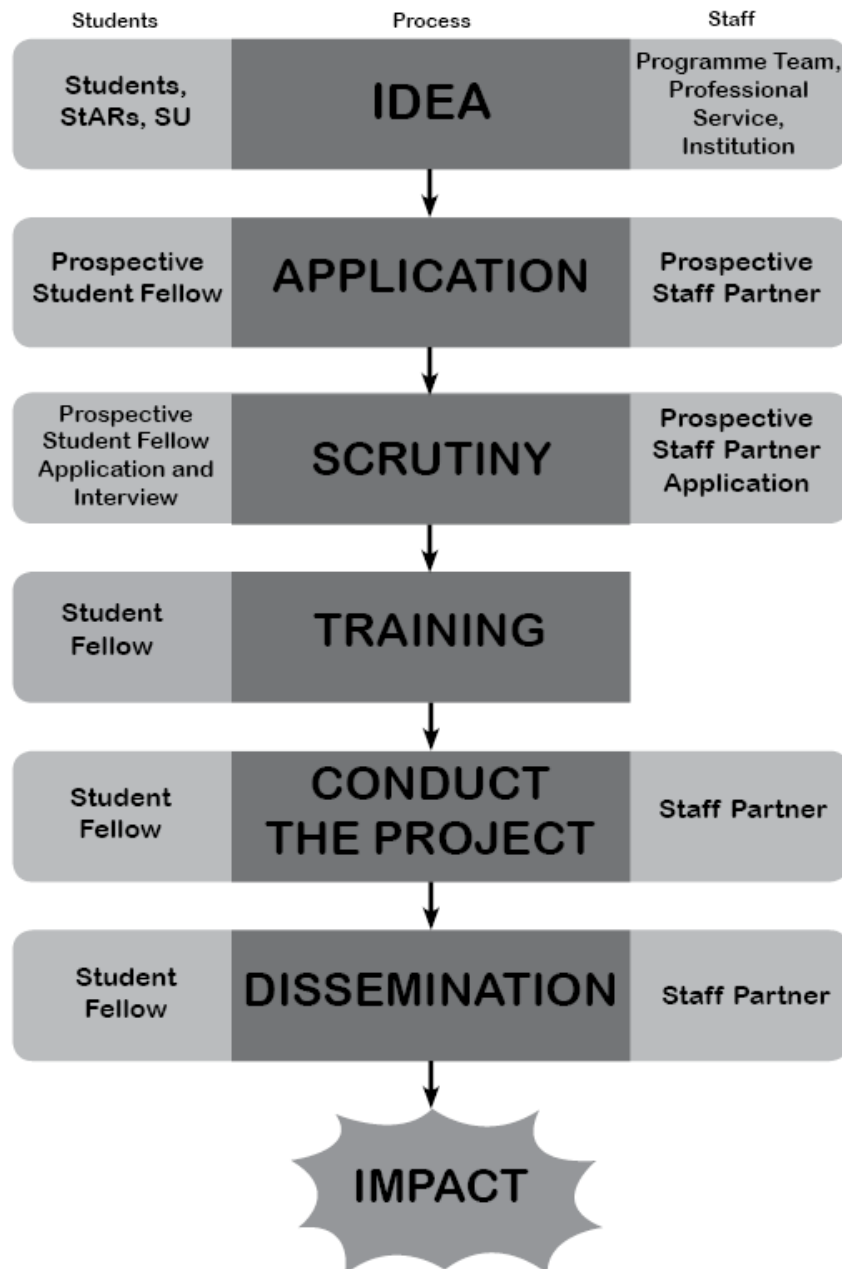 Students
Process
Staff
Students,
StARs, SU
IDEA
Programme Team,
Professional
Service,
Institution
Prospective
Student Fellow
APPLICATION
Prospective
Staff Partner
Prospective
Student Fellow
Application and
Interview
SCRUTINY
Prospective
Staff Partner
Application
Student
Fellow
TRAINING
Student
Fellow
CONDUCT
THE PROJECT
Staff Partner
Student
Fellow
DISSEMINATION
Staff Partner
IMPACT